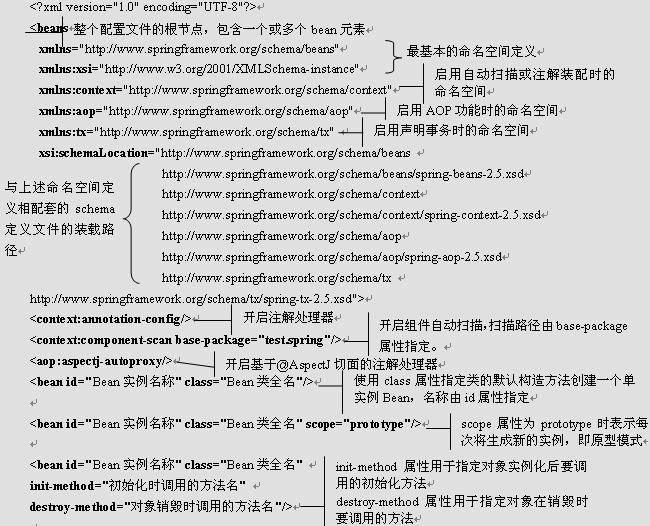 <?xml version="1.0" encoding="UTF-8"?>
<beans 整个配置文件的根节点，包含一个或多个 bean 元素
xmlns="http://www.springframework.org/schema/beans"
最基本的命名空间定义
xmlns:xsi="http://www.w3.org/2001/XMLSchema-instance"
xmlns:context="http://www.springframework.org/schema/context"
启用自动扫描或注解装配时的
命名空间
xmlns:aop="http://www.springframework.org/schema/aop"
启用 AOP 功能时的命名空间
xmlns:tx="http://www.springframework.org/schema/tx"
启用声明事务时的命名空间
xsi:schemaLocation="http://www.springframework.org/schema/beans
与上述命名空间定
义相配套的 schema
定义文件的装载路
径
http://www.springframework.org/schema/beans/spring-beans-2.5.xsd
http://www.springframework.org/schema/context
http://www.springframework.org/schema/context/spring-context-2.5.xsd
http://www.springframework.org/schema/aop
http://www.springframework.org/schema/aop/spring-aop-2.5.xsd
http://www.springframework.org/schema/tx
http://www.springframework.org/schema/tx/spring-tx-2.5.xsd">
<context:annotation-config/>
开启注解处理器
<context:component-scan base-package="test.spring"/>
开启组件自动扫描，扫描路径由 base-package
属性指定。
<aop:aspectj-autoproxy/>
开启基于@AspectJ 切面的注解处理器
<bean id="Bean 实例名称" class="Bean 类全名"/>
使用 class 属性指定类的默认构造方法创建一个单
实例 Bean，名称由 id 属性指定
<bean id="Bean 实例名称" class="Bean 类全名" scope="prototype"/>
scope 属性为 prototype 时表示每
次将生成新的实例，即原型模式
<bean id="Bean 实例名称" class="Bean 类全名"
init-method="初始化时调用的方法名"
destroy-method="对象销毁时调用的方法名"/>
init-method 属性用于指定对象实例化后要调
用的初始化方法
destroy-method 属性用于指定对象在销毁时
要调用的方法